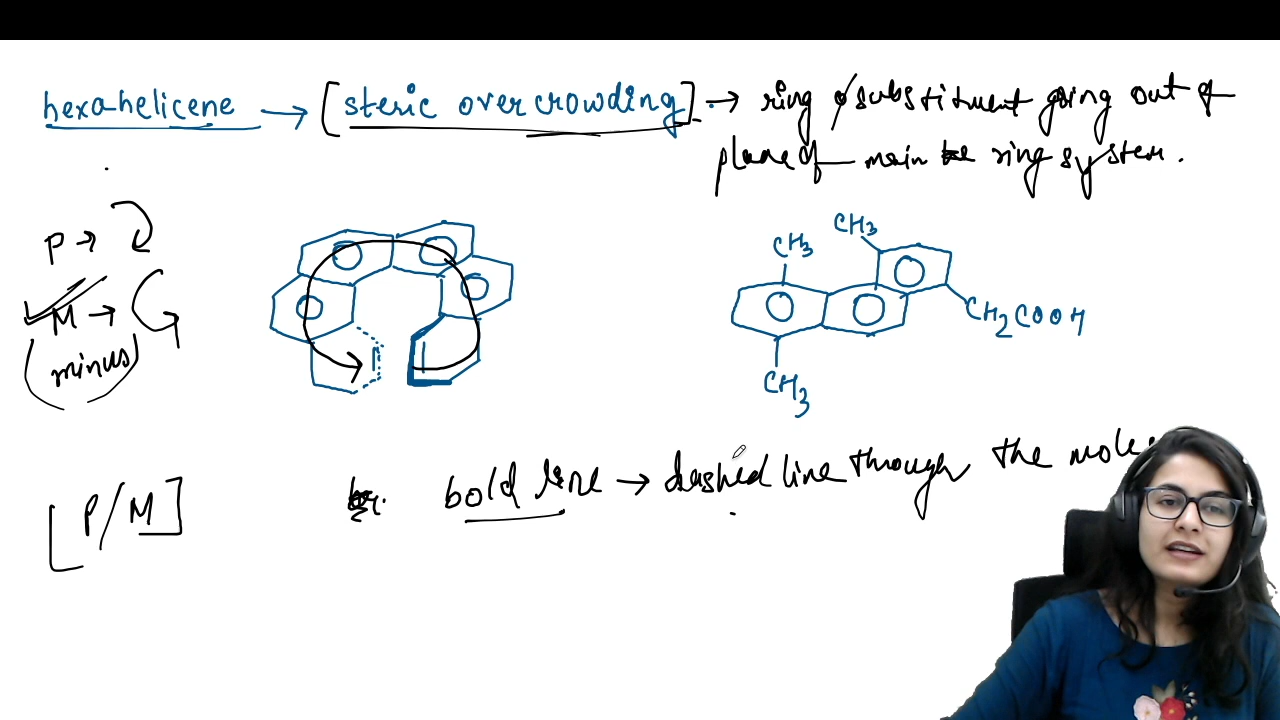 hexahelicene → [steric overcrowding]. → ring / substituent going out of
plane of main ring system.
P →
M →
(minus)
CH3
CH3
CH2COOH
CH3
[P/M]
bold line → dashed line through the mole